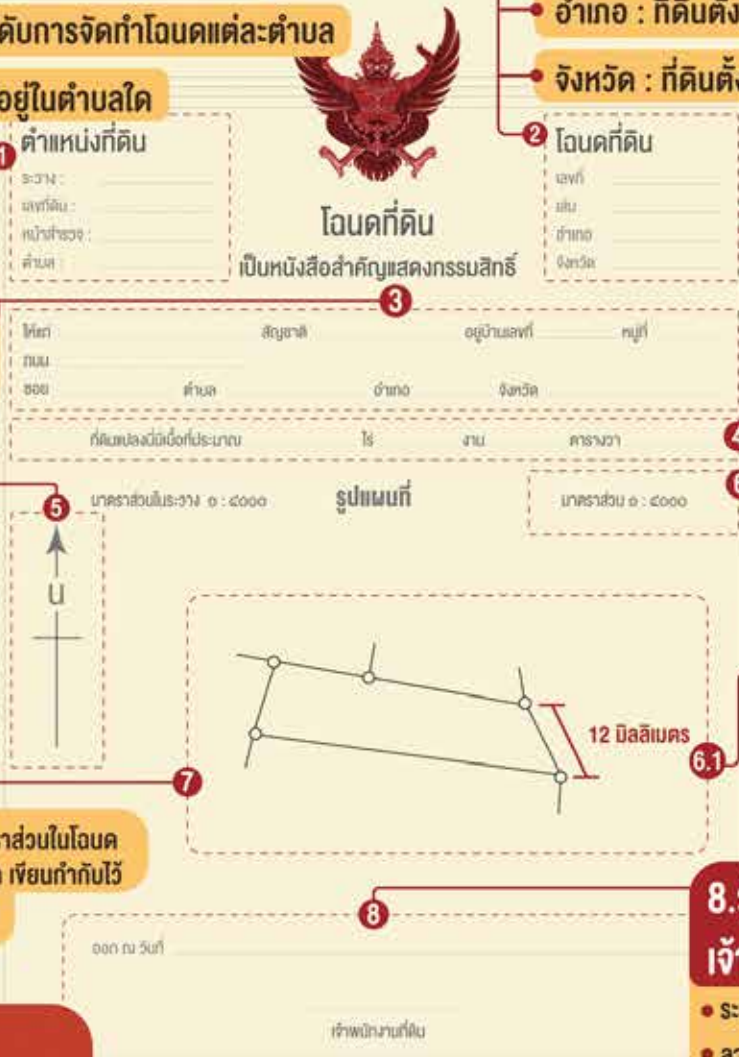 ดับการจัดทำโฉนดแต่ละตำบล
อยู่ในตำบลใด
อำเภอ : ที่ดินตั้ง
จังหวัด : ที่ดินตั้ง
1
ตำแหน่งที่ดิน
ระวาง :
เลขที่ดิน :
หน้าสำรวจ :
ตำบล :
2
โฉนดที่ดิน
เลขที่
เล่ม
อำเภอ
จังหวัด
โฉนดที่ดิน
เป็นหนังสือสำคัญแสดงกรรมสิทธิ์
3
ให้แก่ สัญชาติ อยู่บ้านเลขที่ หมู่ที่
ถนน
ซอย ตำบล อำเภอ จังหวัด
ที่ดินแปลงนี้มีเนื้อที่ประมาณ ไร่ งาน ตารางวา
4
5
มาตราส่วนในระวาง ๑ : ๔๐๐๐
รูปแผนที่
มาตราส่วน ๑ : ๔๐๐๐
6
น
12 มิลลิเมตร
6.1
7
ราส่วนในโฉนด
เขียนกำกับไว้
8
ออก ณ วันที่
เจ้าพนักงานที่ดิน
8.
เจ้า